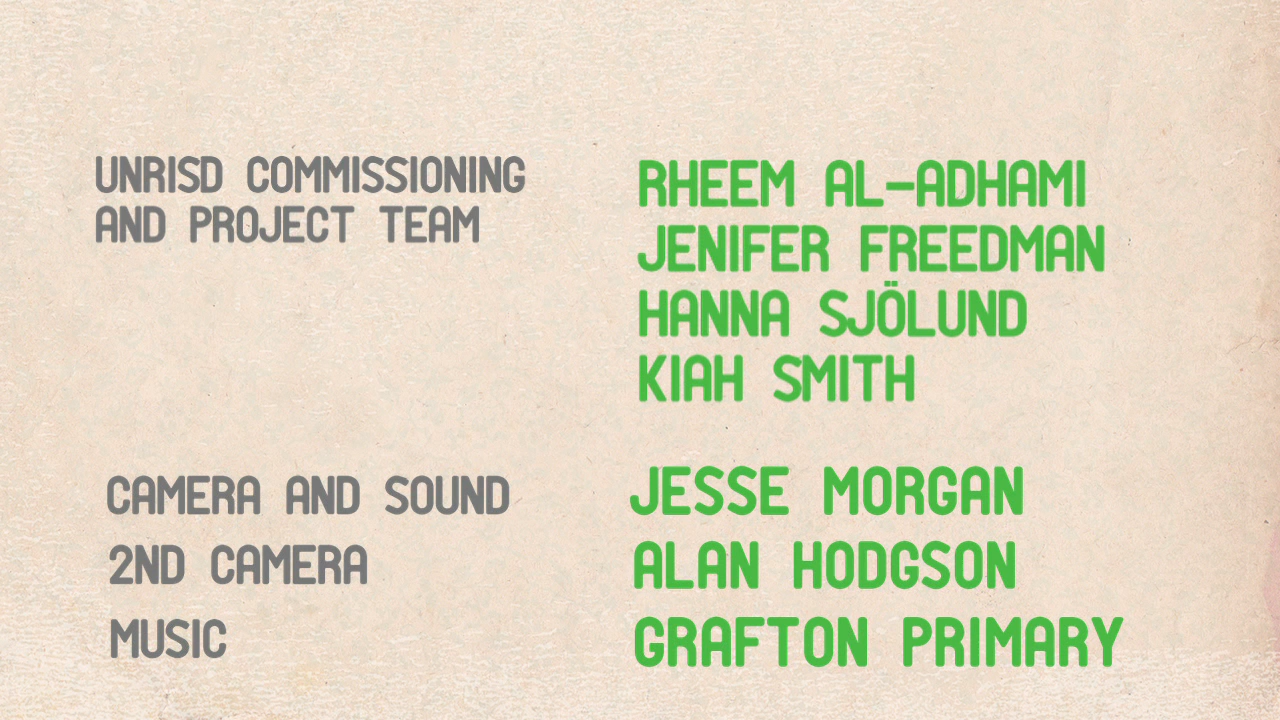 UNRISD COMMISSIONING
AND PROJECT TEAM
RHEEM AL-ADHAMI
JENIFER FREEDMAN
HANNA SJÖLUND
KIAH SMITH
CAMERA AND SOUND JESSE MORGAN
2ND CAMERA ALAN HODGSON
MUSIC GRAFTON PRIMARY